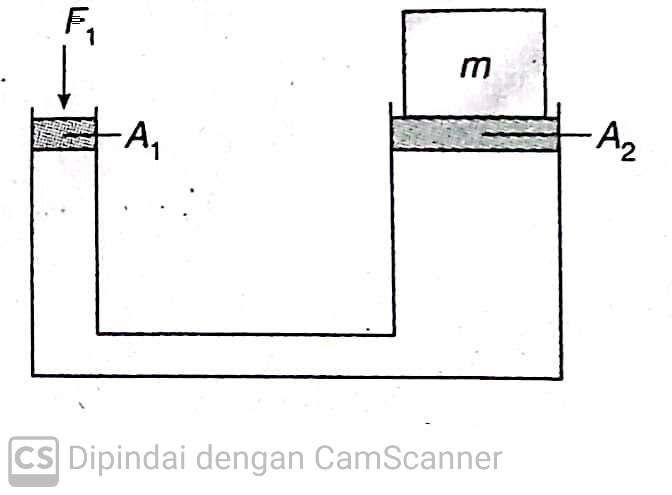 F₁
m
A₁
A₂
CS Dipindai dengan CamScanner